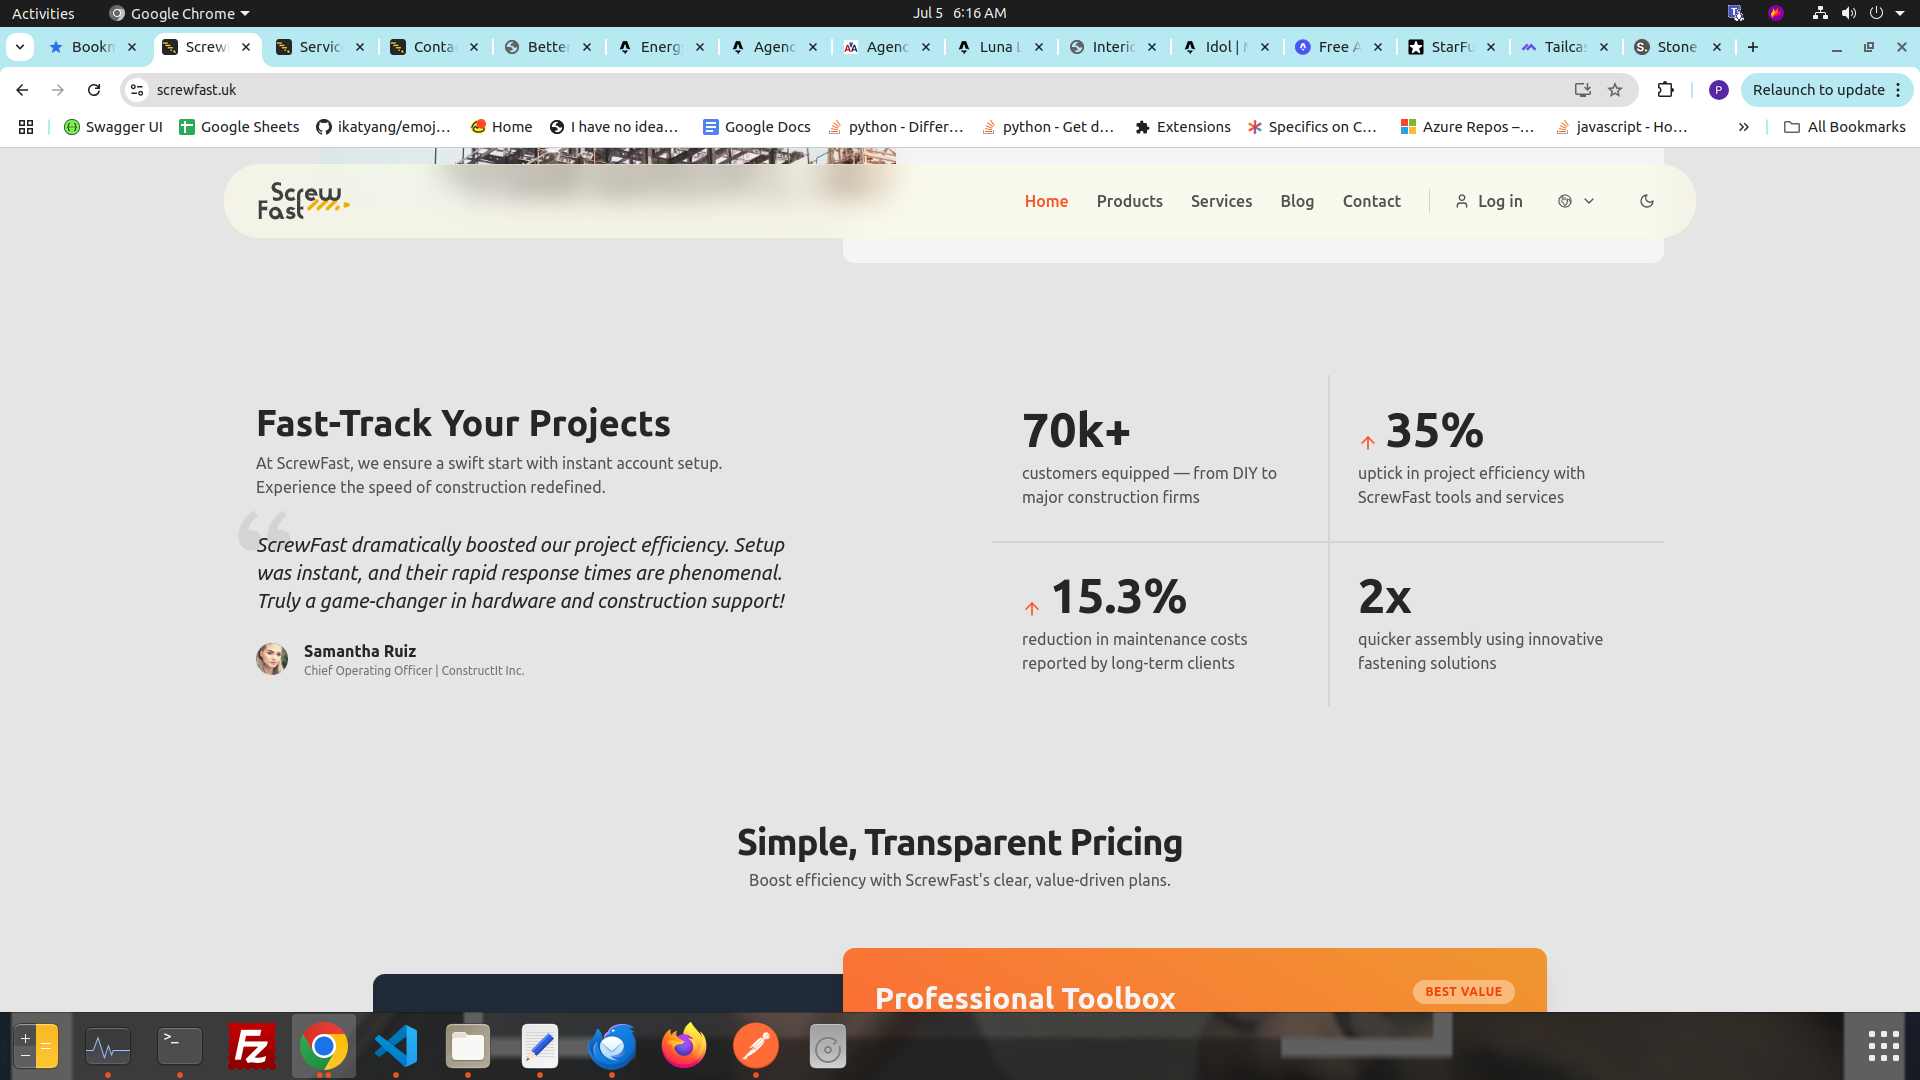 Activities
Google Chrome
Jul 5 6:16 AM
Bookn
Screw
Servic
Conta
Better
Energ
Agenc
Agenc
Luna L
Interio
Idol |
Free A
StarFu
Tailcas
Stone
screwfast.uk
Relaunch to update
Swagger UI
Google Sheets
ikatyang/emoj…
Home
I have no idea…
Google Docs
python - Differ…
python - Get d…
Extensions
Specifics on C…
Azure Repos –…
javascript - Ho…
All Bookmarks
Screw
Fast
Home
Products
Services
Blog
Contact
Log in
Fast-Track Your Projects
At ScrewFast, we ensure a swift start with instant account setup.
Experience the speed of construction redefined.
ScrewFast dramatically boosted our project efficiency. Setup
was instant, and their rapid response times are phenomenal.
Truly a game-changer in hardware and construction support!
Samantha Ruiz
Chief Operating Officer | ConstructIt Inc.
70k+
customers equipped — from DIY to
major construction firms
35%
uptick in project efficiency with
ScrewFast tools and services
15.3%
reduction in maintenance costs
reported by long-term clients
2x
quicker assembly using innovative
fastening solutions
Simple, Transparent Pricing
Boost efficiency with ScrewFast's clear, value-driven plans.
Professional Toolbox
BEST VALUE